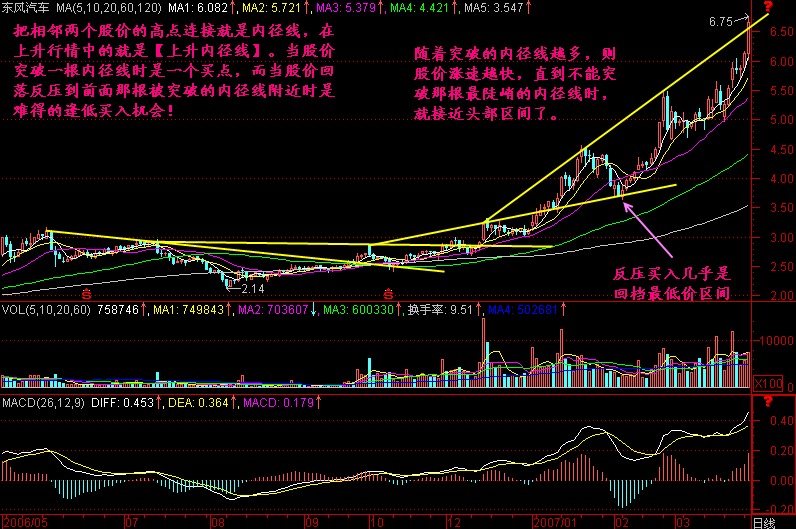 东风汽车 MA(5,10,20,60,120) MA1: 6.082↑, MA2: 5.721↑, MA3: 5.379↑, MA4: 4.421↑, MA5: 3.547↑ ?
把相邻两个股价的高点连接就是内径线，在
上升行情中的就是【上升内径线】。当股价
突破一根内径线时是一个买点，而当股价回
落反压到前面那根被突破的内径线附近时是
难得的逢低买入机会！
随着突破的内径线越多，则
股价涨速越快，直到不能突
破那根最陡峭的内径线时，
就接近头部区间了。
6.75
6.50
5.50
5.00
4.50
4.00
3.50
3.00
2.50
2.00
2.14
反压买入几乎是
回档最低价区间
VOL(5,10,20,60) 758746↑, MA1: 749843↑, MA2: 703607↓, MA3: 600330↑, 换手率: 9.51↑, MA4: 502681↑
10000
X100
MACD(26,12,9) DIFF: 0.453↑, DEA: 0.364↑, MACD: 0.179↑ ?
0.40
0.20
0.00
-0.20
2006/05 07 08 09 10 12 2007/01 02 03 日线